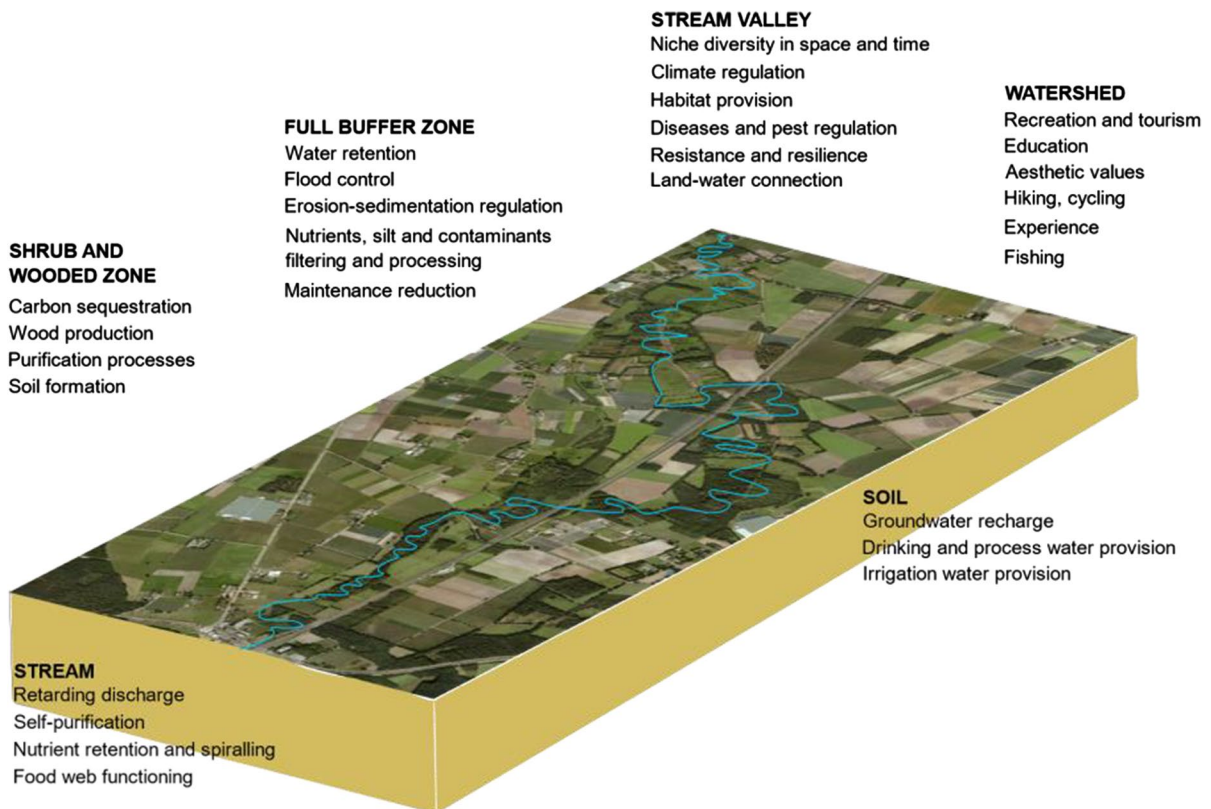 STREAM VALLEY
Niche diversity in space and time
Climate regulation
Habitat provision
Diseases and pest regulation
Resistance and resilience
Land-water connection
WATERSHED
Recreation and tourism
Education
Aesthetic values
Hiking, cycling
Experience
Fishing
FULL BUFFER ZONE
Water retention
Flood control
Erosion-sedimentation regulation
Nutrients, silt and contaminants
filtering and processing
Maintenance reduction
SHRUB AND
WOODED ZONE
Carbon sequestration
Wood production
Purification processes
Soil formation
SOIL
Groundwater recharge
Drinking and process water provision
Irrigation water provision
STREAM
Retarding discharge
Self-purification
Nutrient retention and spiralling
Food web functioning